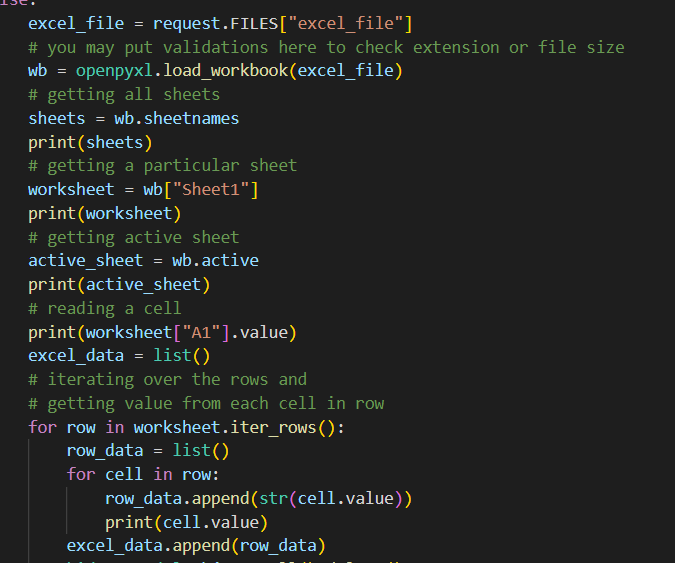 excel_file = request.FILES["excel_file"]
# you may put validations here to check extension or file size
wb = openpyxl.load_workbook(excel_file)
# getting all sheets
sheets = wb.sheetnames
print(sheets)
# getting a particular sheet
worksheet = wb["Sheet1"]
print(worksheet)
# getting active sheet
active_sheet = wb.active
print(active_sheet)
# reading a cell
print(worksheet["A1"].value)
excel_data = list()
# iterating over the rows and
# getting value from each cell in row
for row in worksheet.iter_rows():
    row_data = list()
    for cell in row:
        row_data.append(str(cell.value))
        print(cell.value)
    excel_data.append(row_data)